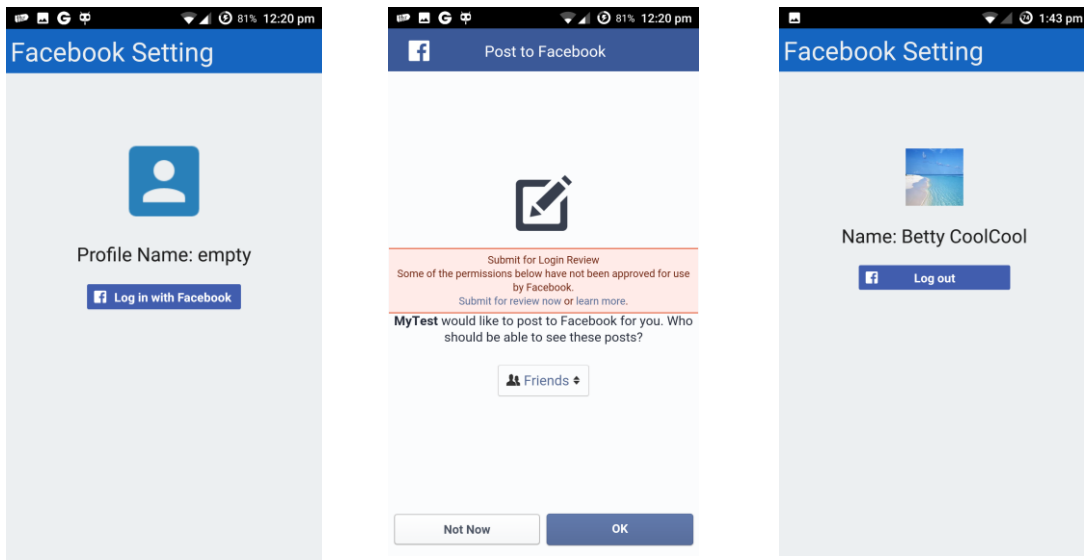 81% 12:20 pm
Facebook Setting
Profile Name: empty
Log in with Facebook
81% 12:20 pm
Post to Facebook
Submit for Login Review
Some of the permissions below have not been approved for use
by Facebook.
Submit for review now or learn more.
MyTest would like to post to Facebook for you. Who
should be able to see these posts?
Friends
Not Now
OK
1:43 pm
Facebook Setting
Name: Betty CoolCool
Log out